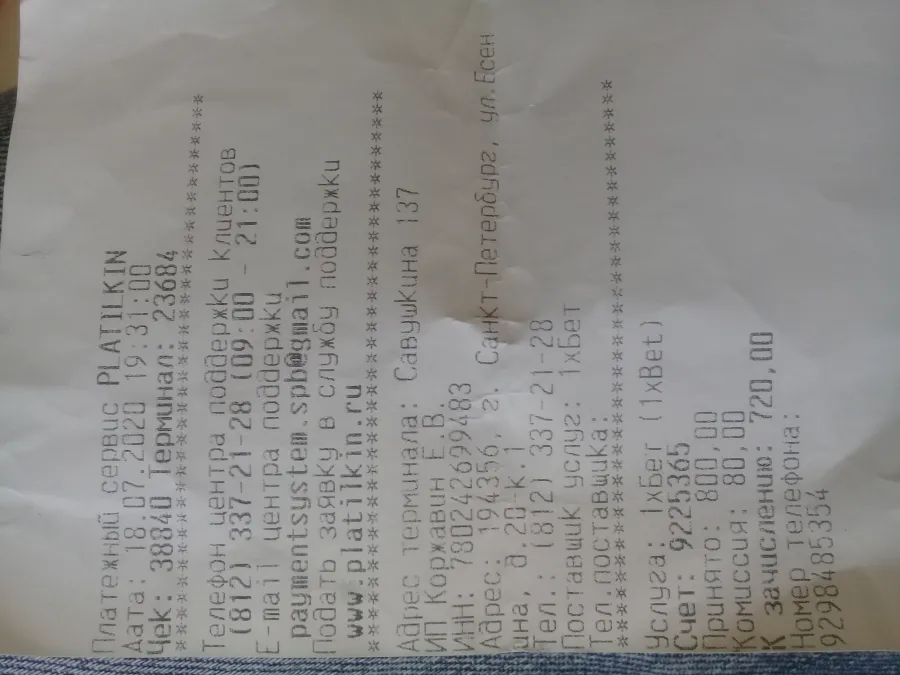 Платежный сервис PLATILKIN
Дата: 18.07.2020 19:31:00
Чек: 38840 Терминал: 23684
******************************
Телефон центра поддержки клиентов
(812) 337-21-28 (09:00 - 21:00)
E-mail центра поддержки
paymentsystem.spb@gmail.com
Подать заявку в службу поддержки
www.platilkin.ru
******************************
Адрес терминала: Савушкина 137
ИП Коржавин Е.В.
ИНН: 780242699483
Адрес: 194356, г. Санкт-Петербург, ул.Есен
ина, д.20 к.1
Тел.: (812) 337-21-28
Поставщик услуг: 1хБет
Тел.поставщика:
******************************
Услуга: 1хБет (1xBet)
Счет: 9225365
Принято: 800,00
Комиссия: 80,00
К зачислению: 720,00
Номер телефона:
9298485354